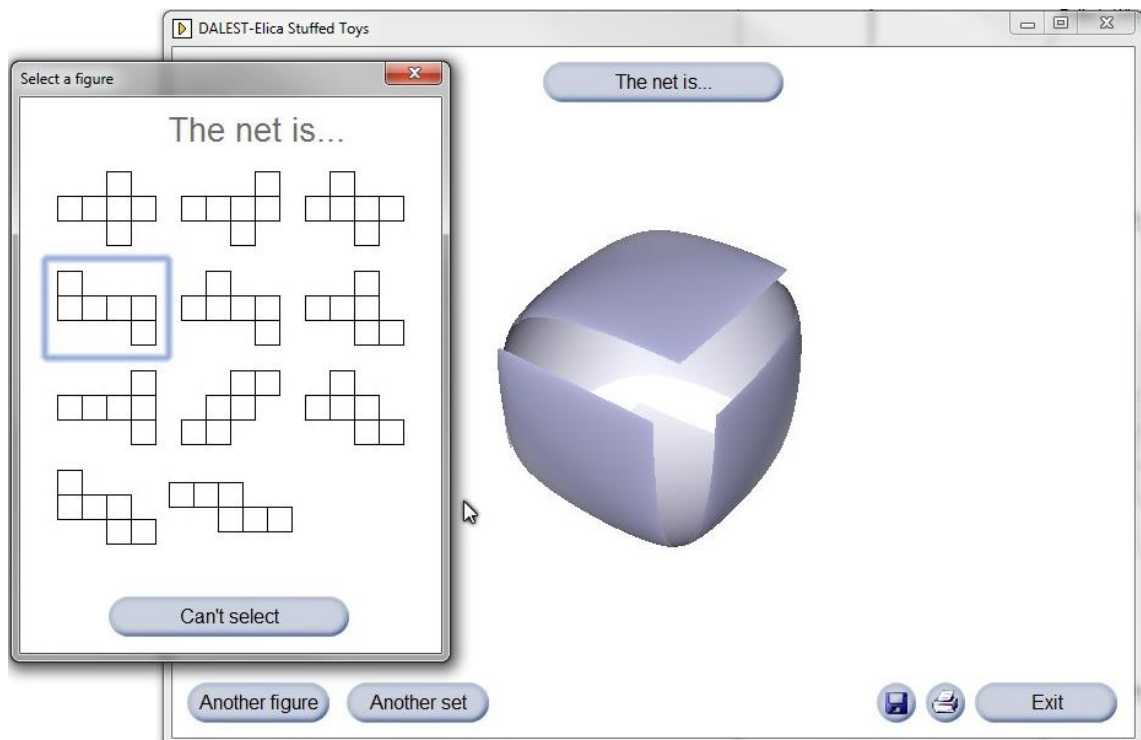 DALEST-Elica Stuffed Toys
Select a figure
The net is...
The net is...
Can't select
Another figure
Another set
Exit